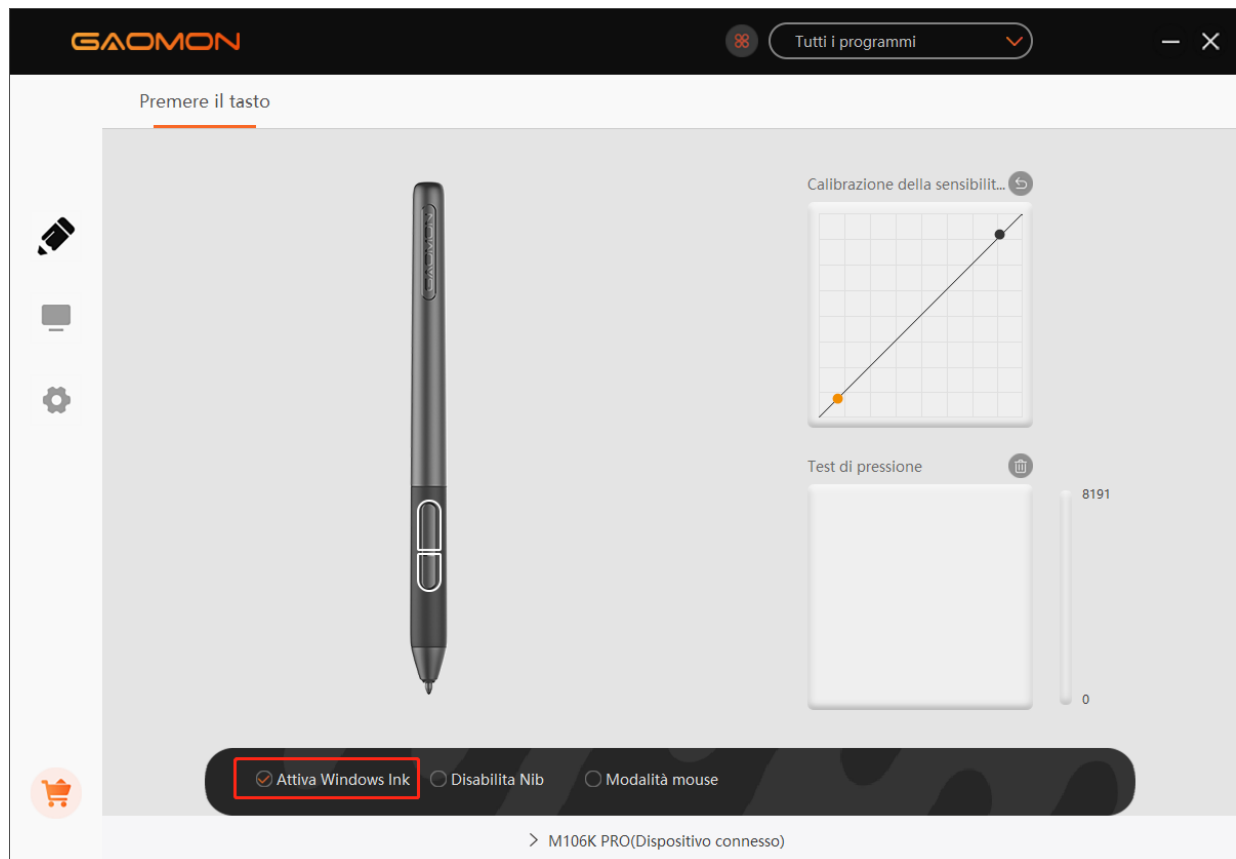 GAOMON
Tutti i programmi
Premere il tasto
Calibrazione della sensibilit...
GAOMON
Test di pressione
8191
0
Attiva Windows Ink
Disabilita Nib
Modalità mouse
M106K PRO(Dispositivo connesso)